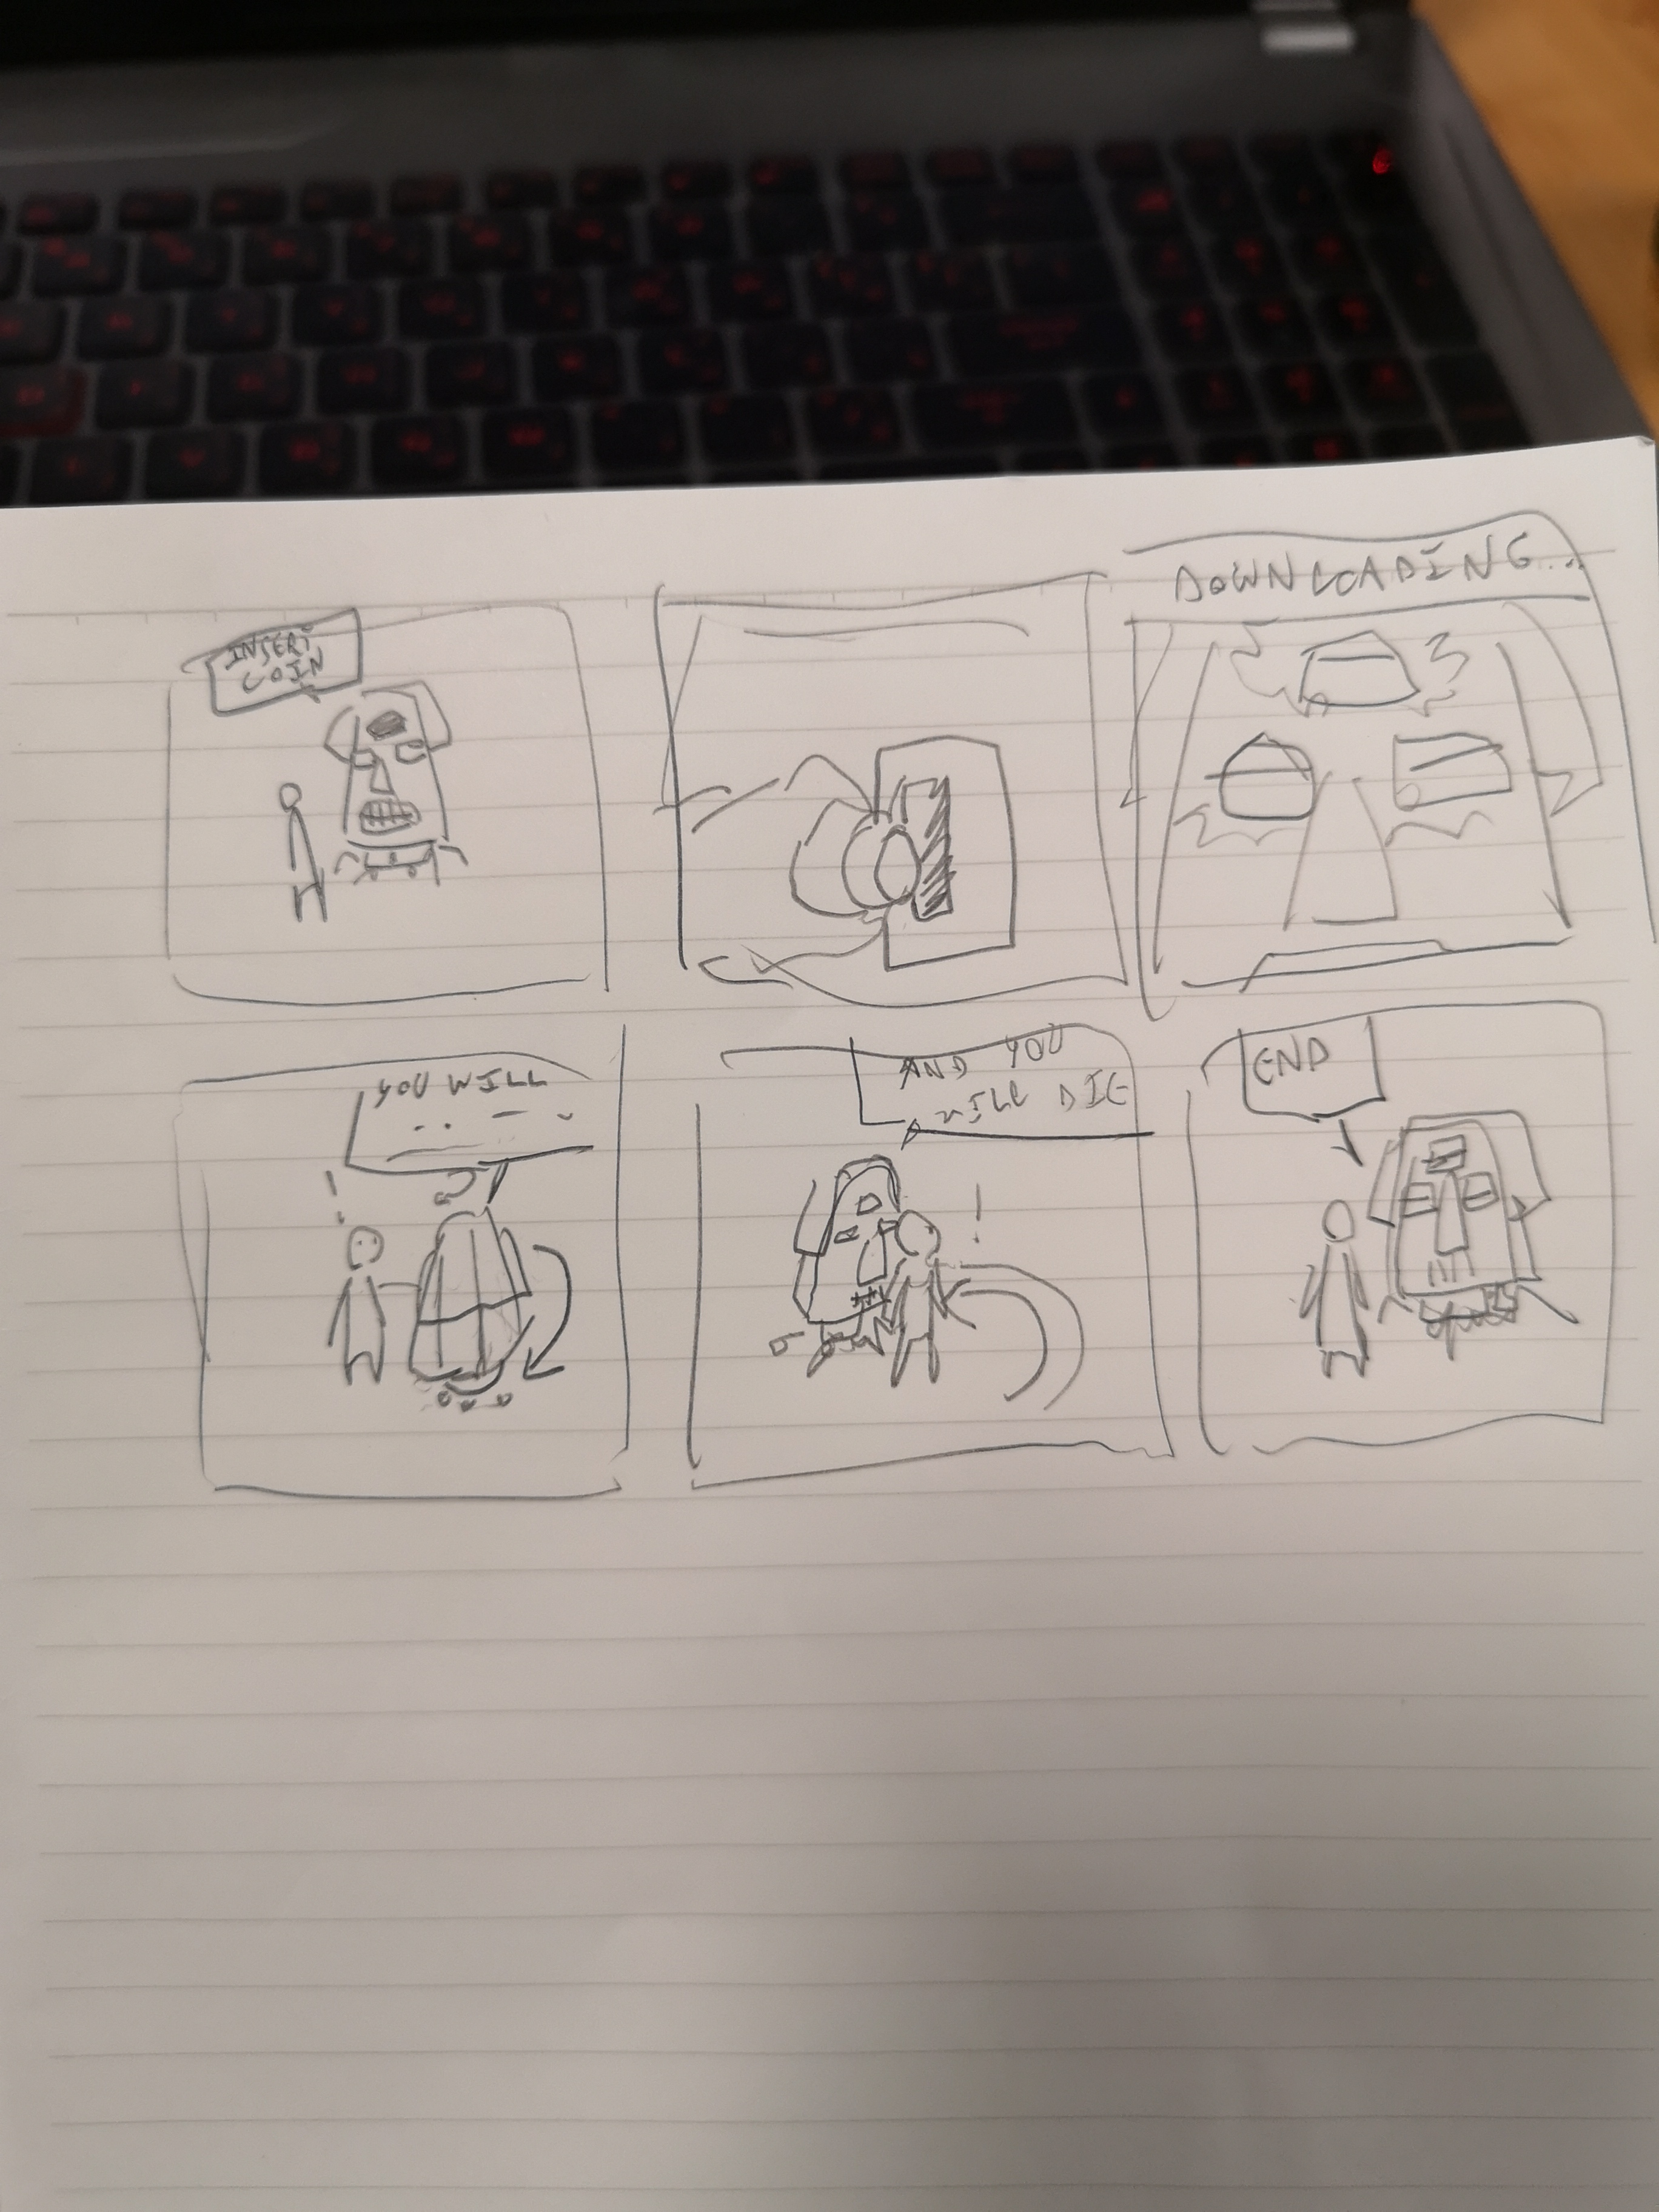 INSERT
COIN
DOWNLOADING...
YOU WILL
AND YOU
WILL DIE
END